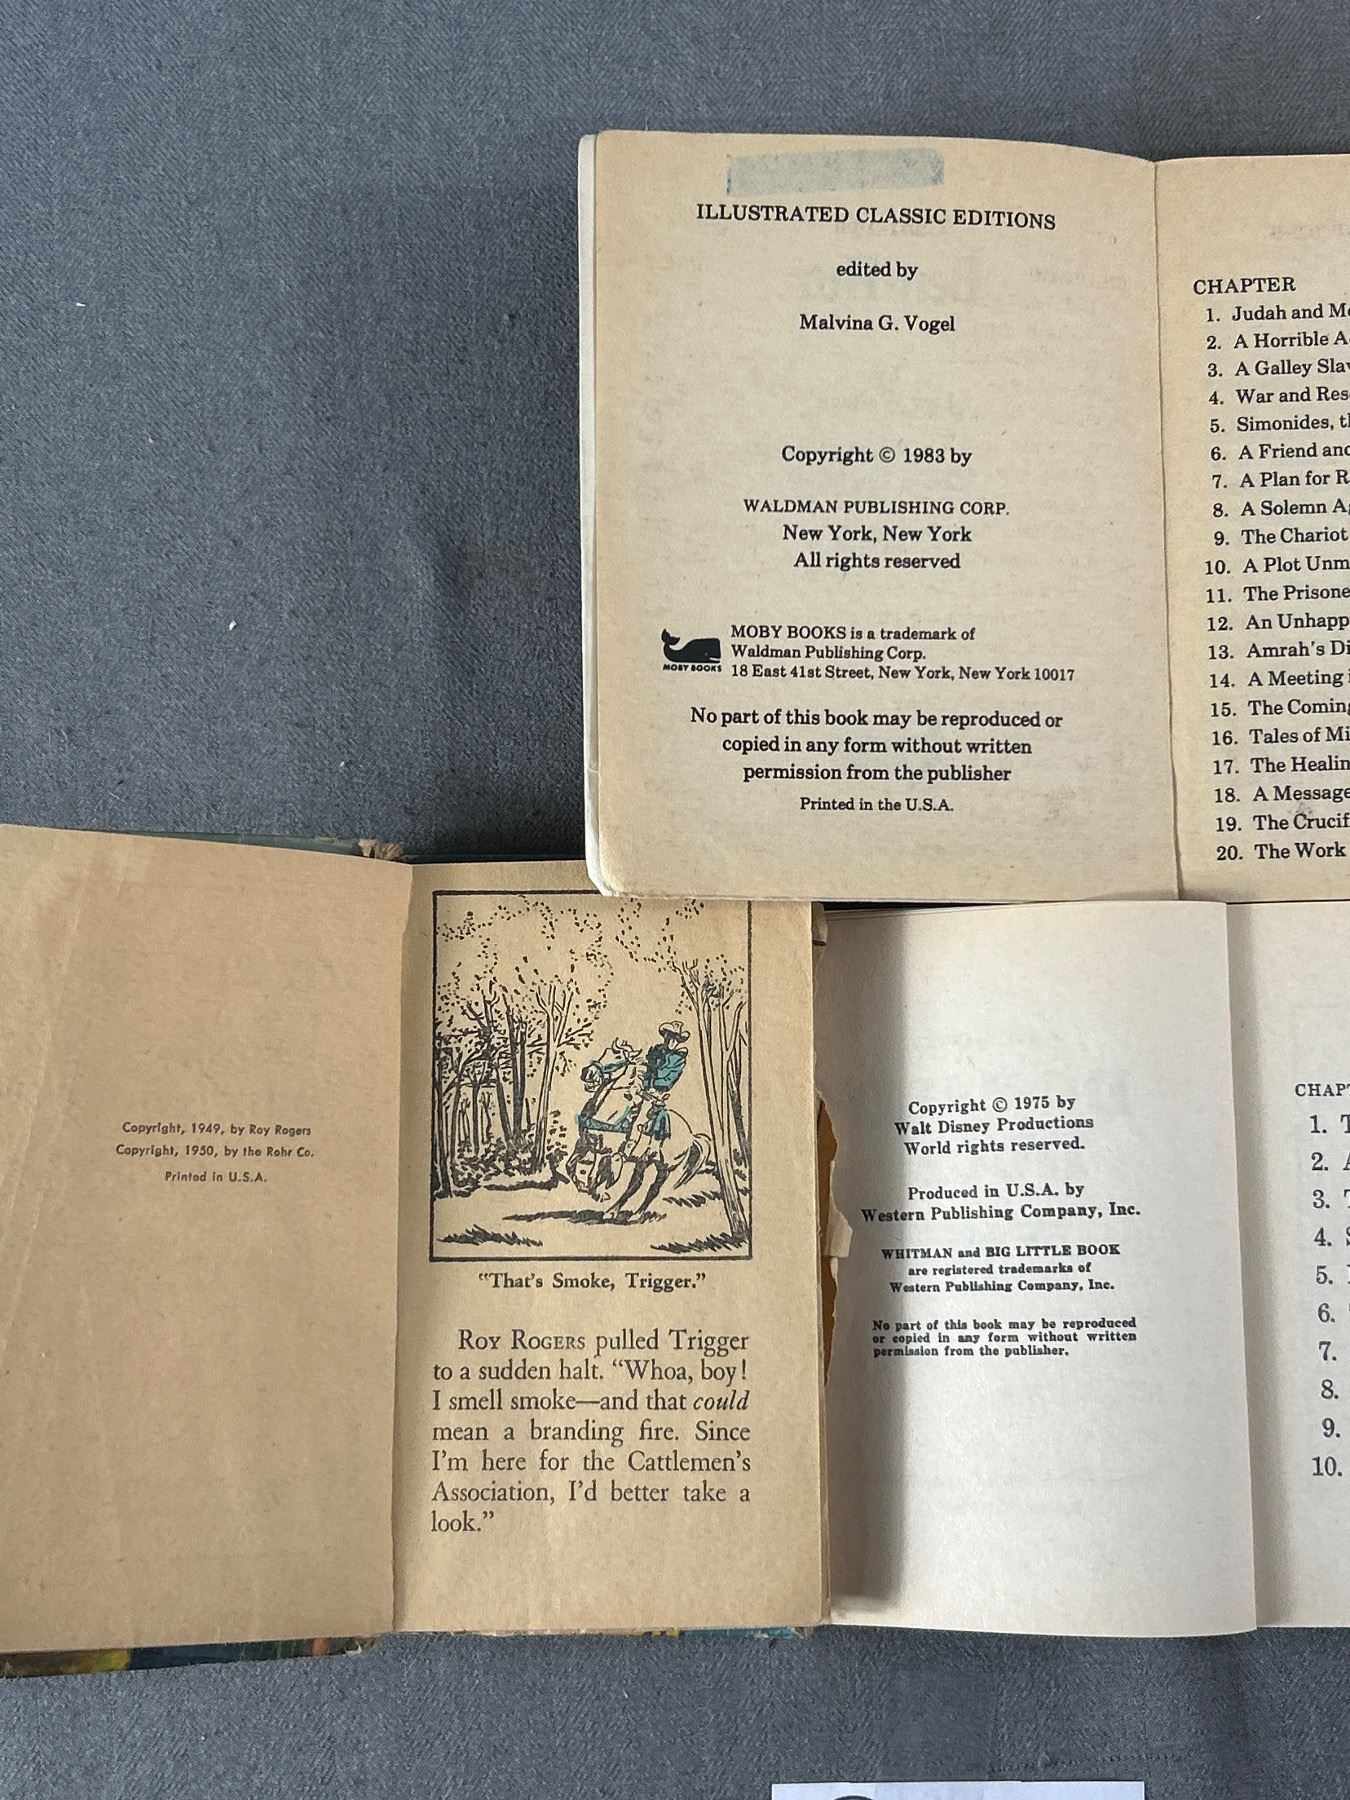 ILLUSTRATED CLASSIC EDITIONS
edited by
Malvina G. Vogel
Copyright © 1983 by
WALDMAN PUBLISHING CORP.
New York, New York
All rights reserved
MOBY BOOKS
MOBY BOOKS is a trademark of
Waldman Publishing Corp.
18 East 41st Street, New York, New York 10017
No part of this book may be reproduced or
copied in any form without written
permission from the publisher
Printed in the U.S.A.
CHAPTER
1. Judah and
2. A Horrible
3. A Galley
4. War and
5. Simonides,
6. A Friend and
7. A Plan for
8. A Solemn
9. The Chariot
10. A Plot
11. The
12. An
13. Amrah's
14. A Meeting
15. The Coming
16. Tales of
17. The
18. A Message
19. The
20. The Work
Copyright, 1949, by Roy Rogers
Copyright, 1950, by the Rohr Co.
Printed in U.S.A.
"That's Smoke, Trigger."
ROY ROGERS pulled Trigger
to a sudden halt. "Whoa, boy!
I smell smoke—and that could
mean a branding fire. Since
I'm here for the Cattlemen's
Association, I'd better take a
look."
Copyright © 1975 by
Walt Disney Productions
World rights reserved.
Produced in U.S.A. by
Western Publishing Company, Inc.
WHITMAN and BIG LITTLE BOOK
are registered trademarks of
Western Publishing Company, Inc.
No part of this book may be reproduced
or copied in any form without written
permission from the publisher.
1.
2.
3.
4.
5.
6.
7.
8.
9.
10.